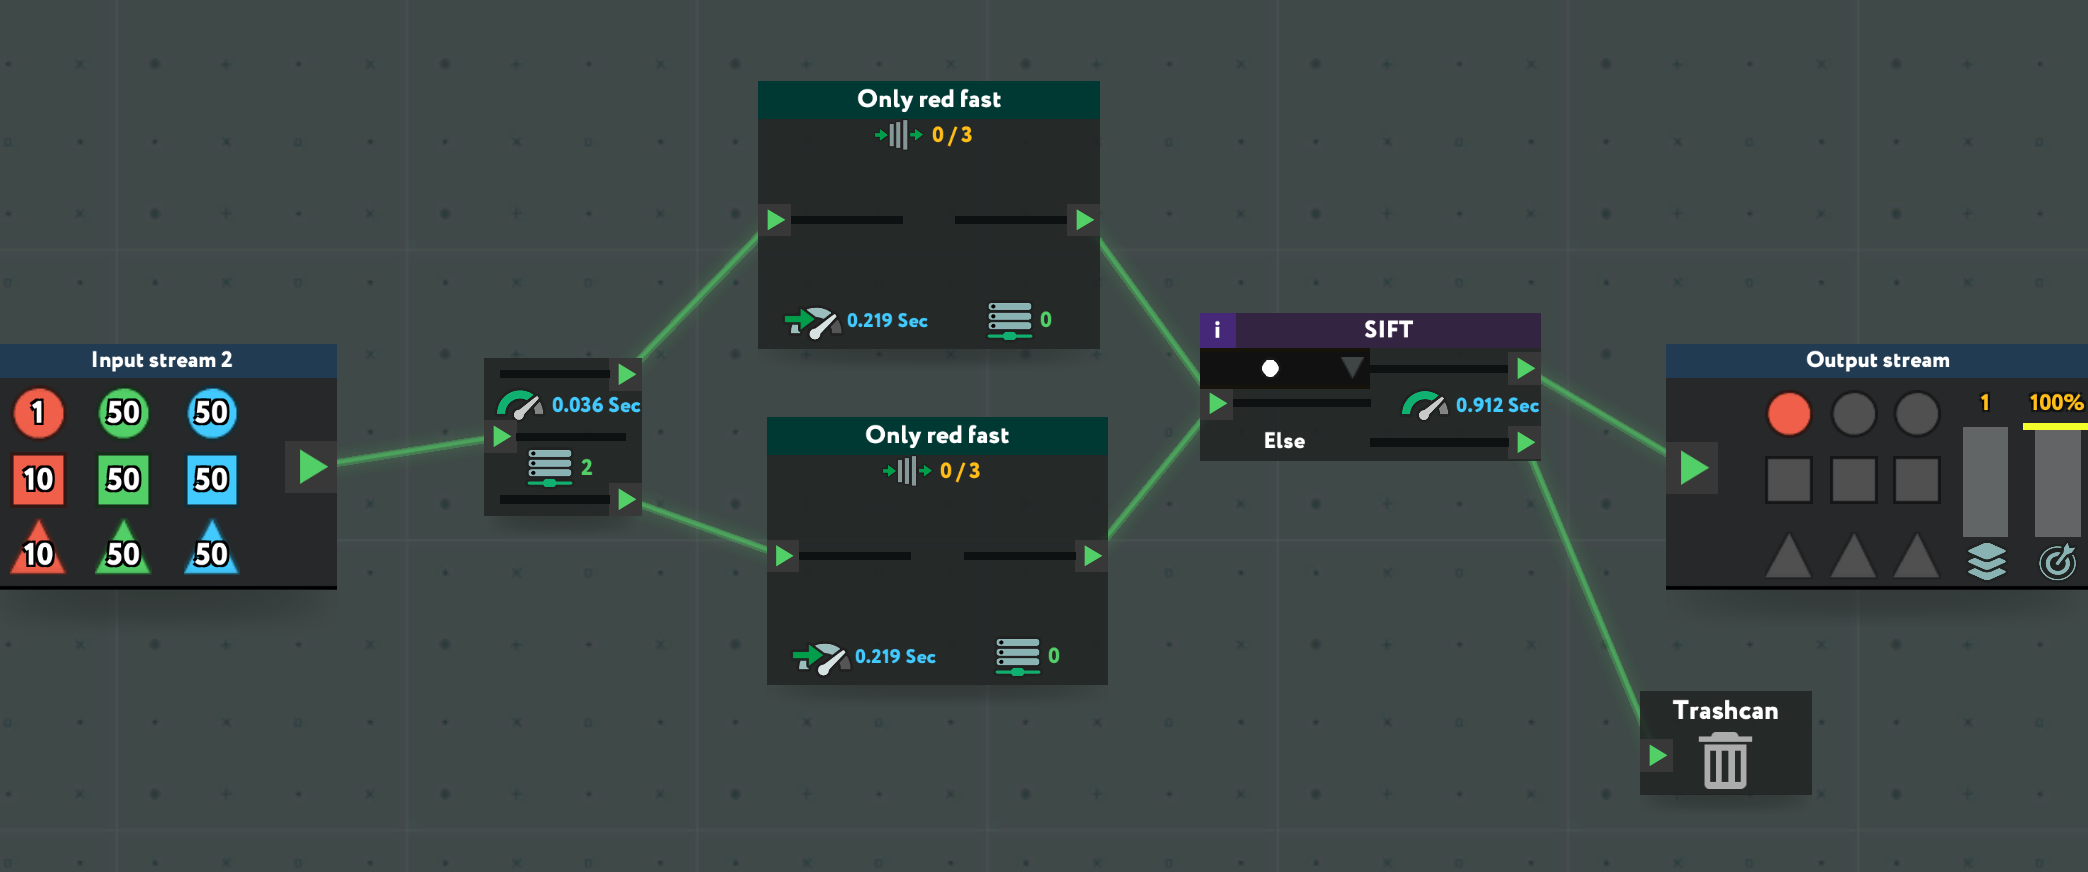 Only red fast
0 / 3
0.219 Sec
0
Input stream 2
1 50 50
10 50 50
10 50 50
0.036 Sec
2
Only red fast
0 / 3
0.219 Sec
0
i SIFT
0.912 Sec
Else
Output stream
1 100%
Trashcan